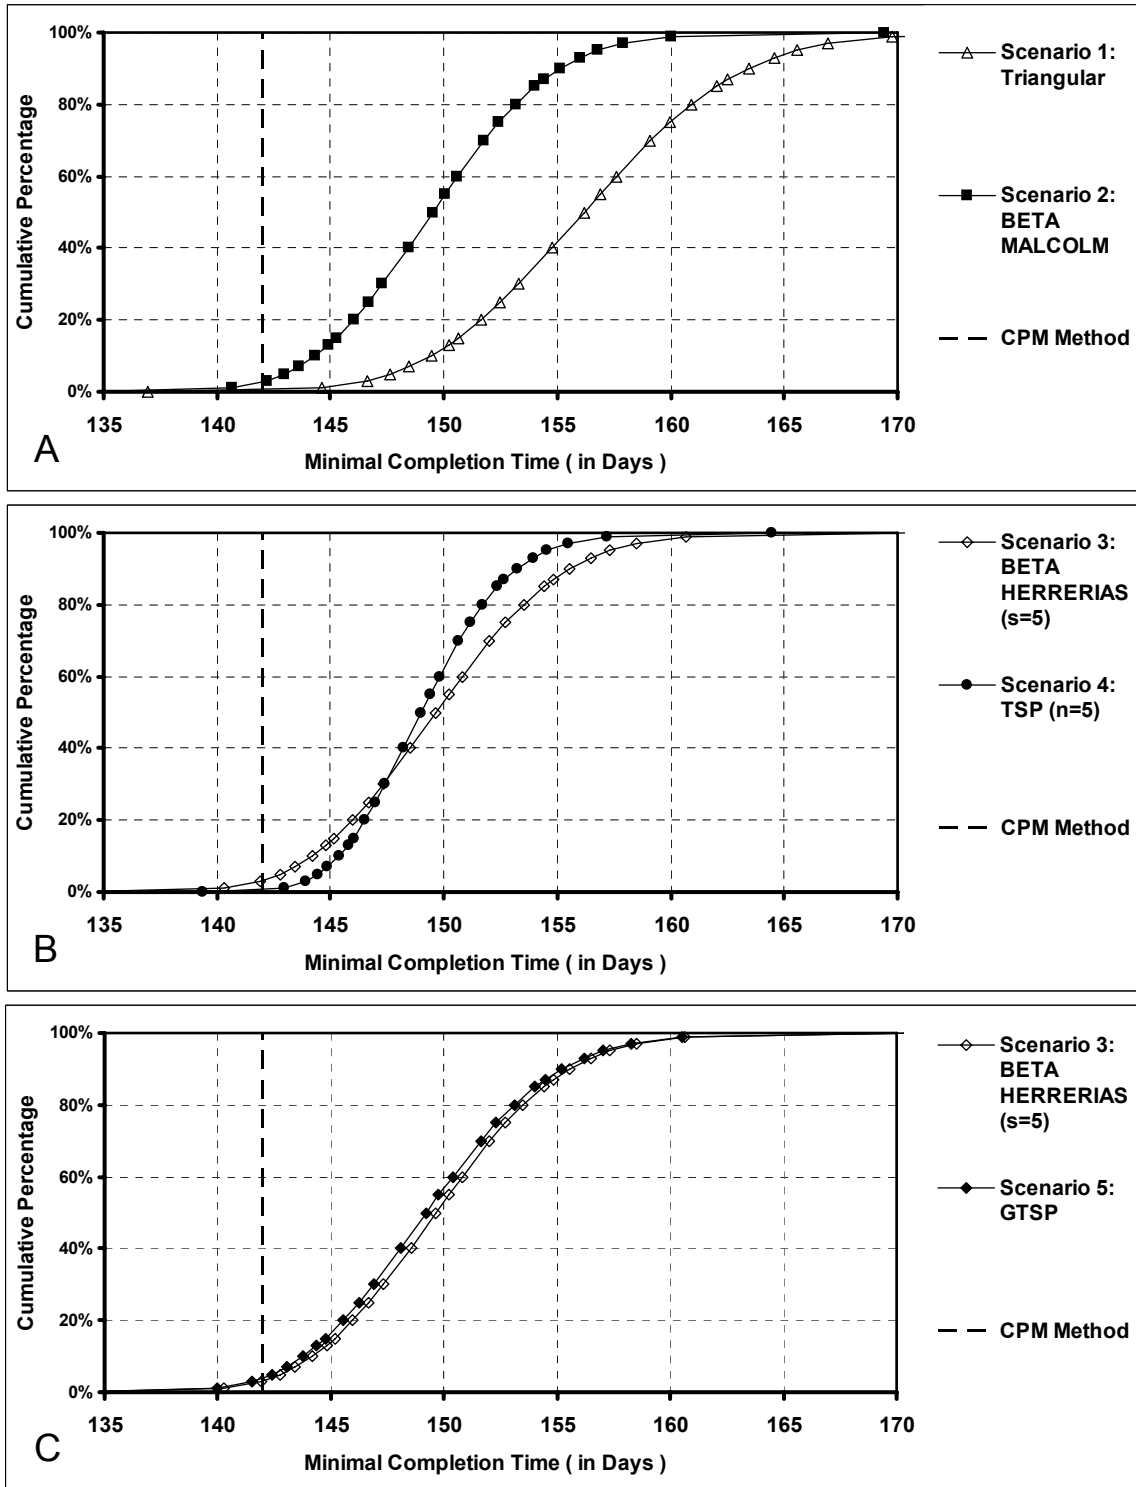 100%
80%
60%
40%
20%
0%
Cumulative Percentage
135 140 145 150 155 160 165 170
Minimal Completion Time ( in Days )
A
Scenario 1:
Triangular
Scenario 2:
BETA
MALCOLM
CPM Method
100%
80%
60%
40%
20%
0%
Cumulative Percentage
135 140 145 150 155 160 165 170
Minimal Completion Time ( in Days )
B
Scenario 3:
BETA
HERRERIAS
(s=5)
Scenario 4:
TSP (n=5)
CPM Method
100%
80%
60%
40%
20%
0%
Cumulative Percentage
135 140 145 150 155 160 165 170
Minimal Completion Time ( in Days )
C
Scenario 3:
BETA
HERRERIAS
(s=5)
Scenario 5:
GTSP
CPM Method